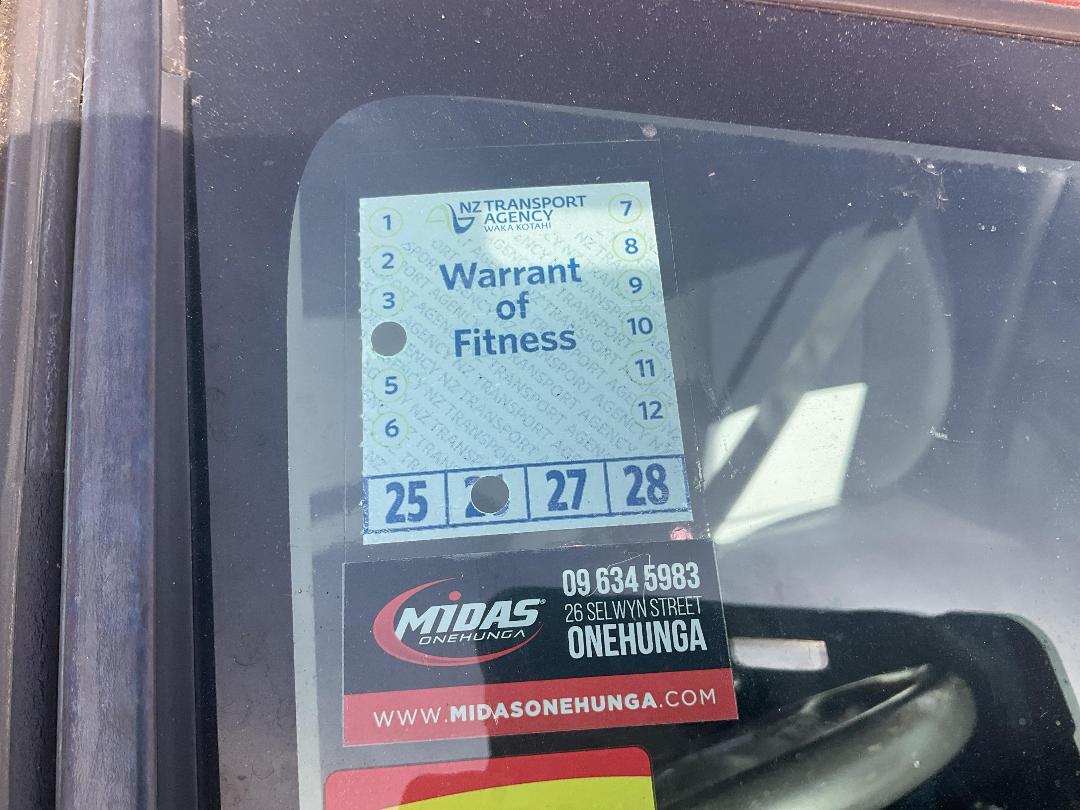 NZ TRANSPORT
AGENCY
WAKA KOTAHI
Warrant
of
Fitness
1
2
3
5
6
7
8
9
10
11
12
25 27 28
MIDAS
ONEHUNGA
09 634 5983
26 SELWYN STREET
ONEHUNGA
WWW.MIDASONEHUNGA.COM